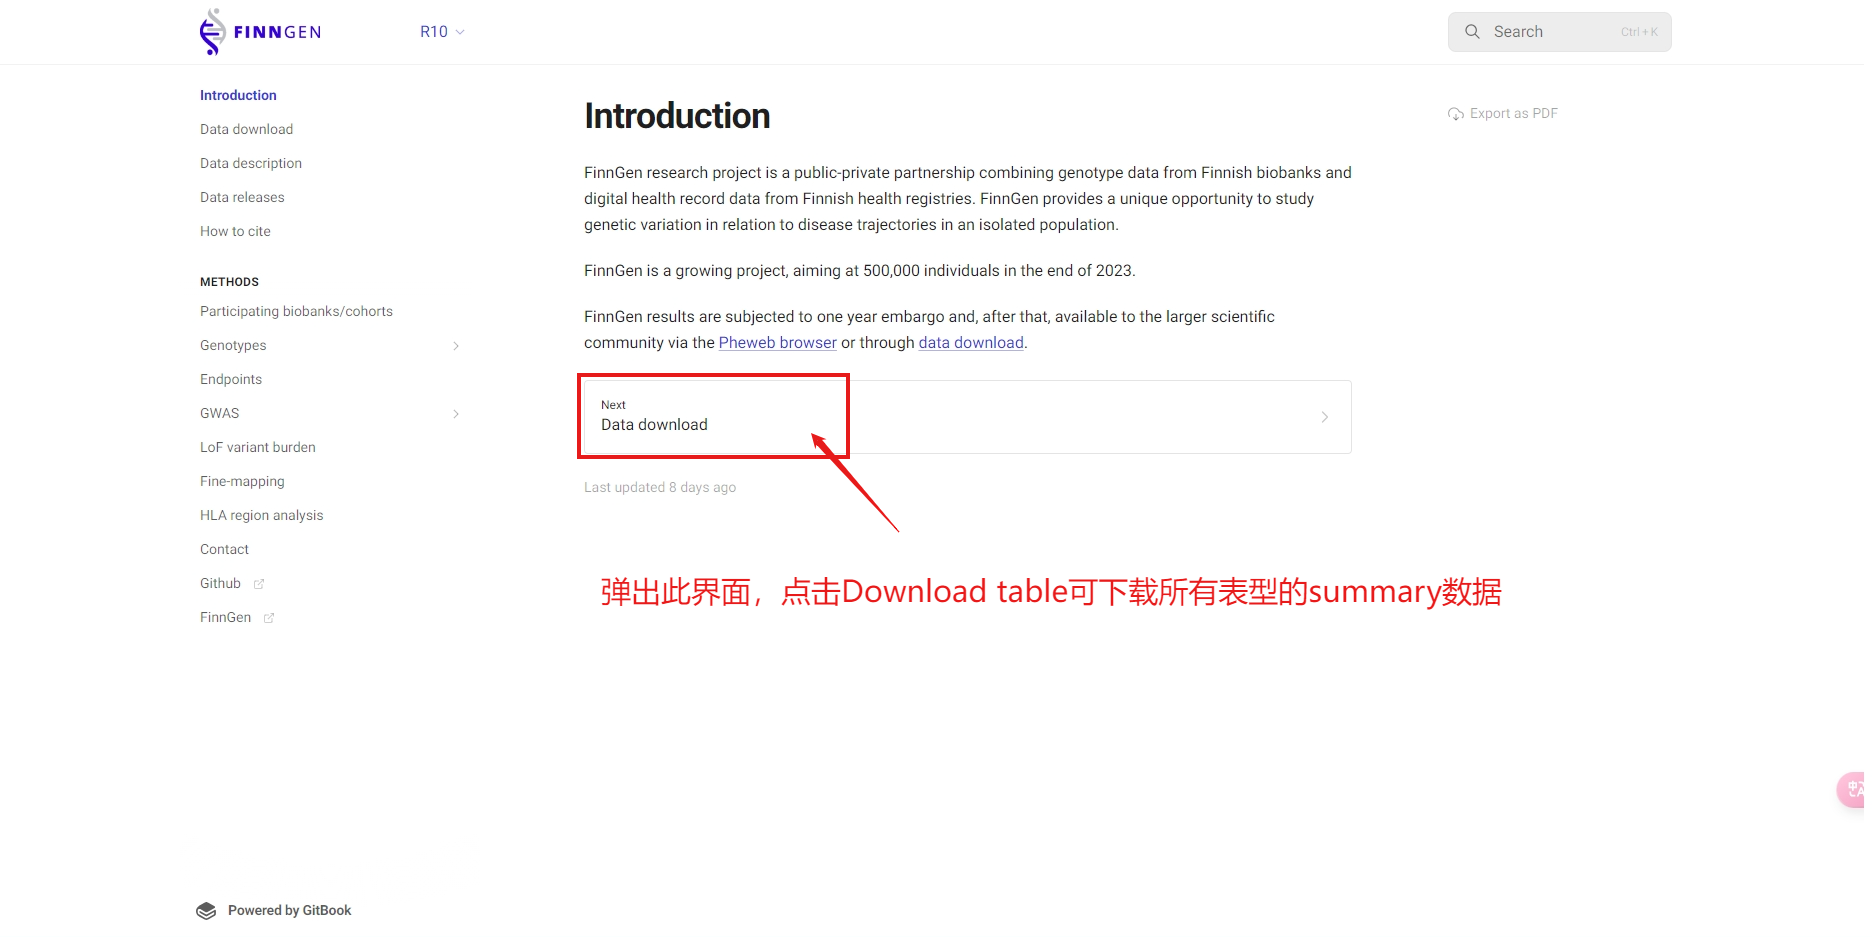 FINNGEN
R10
Search
Ctrl + K
Introduction
Data download
Data description
Data releases
How to cite
METHODS
Participating biobanks/cohorts
Genotypes
Endpoints
GWAS
LoF variant burden
Fine-mapping
HLA region analysis
Contact
Github
FinnGen
Introduction
Export as PDF
FinnGen research project is a public-private partnership combining genotype data from Finnish biobanks and
digital health record data from Finnish health registries. FinnGen provides a unique opportunity to study
genetic variation in relation to disease trajectories in an isolated population.
FinnGen is a growing project, aiming at 500,000 individuals in the end of 2023.
FinnGen results are subjected to one year embargo and, after that, available to the larger scientific
community via the Pheweb browser or through data download.
Next
Data download
Last updated 8 days ago
弹出此界面，点击Download table可下载所有表型的summary数据
Powered by GitBook